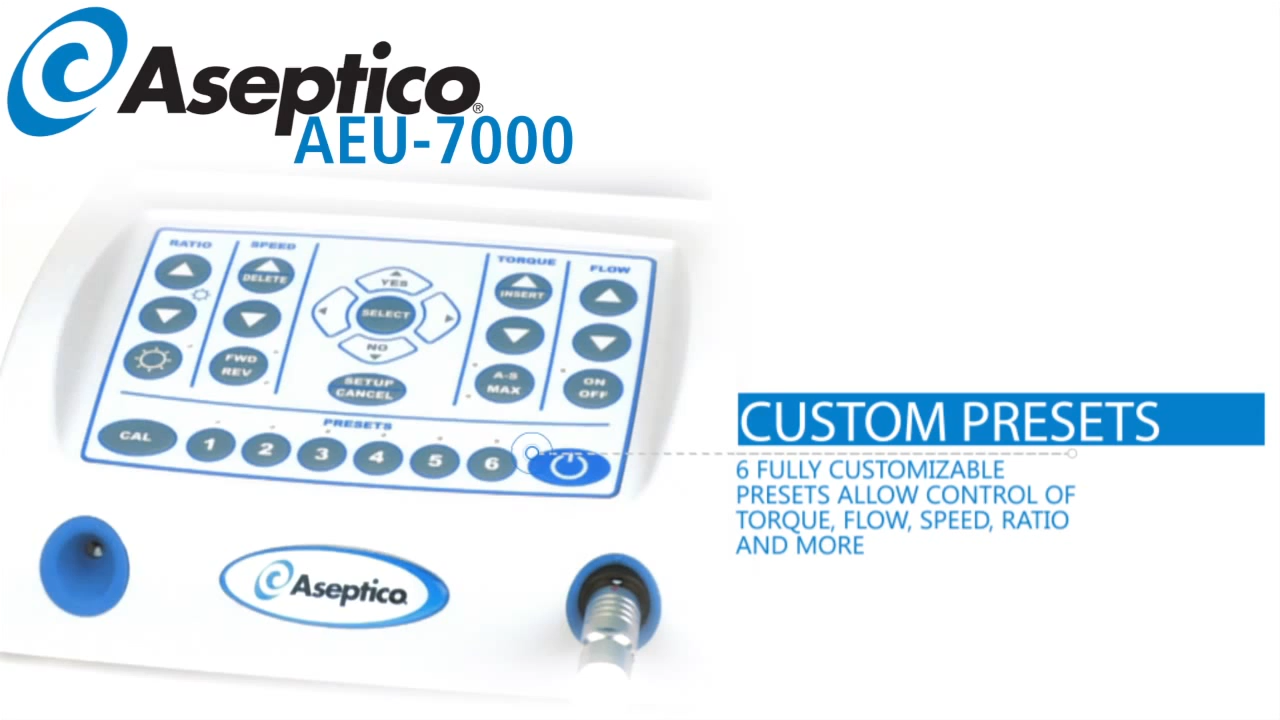 Aseptico®
AEU-7000
RATIO
SPEED
DELETE
FWD
REV
YES
SELECT
NO
SETUP
CANCEL
TORQUE
INSERT
A-S
MAX
FLOW
ON
OFF
PRESETS
CAL 1 2 3 4 5 6
Aseptico
CUSTOM PRESETS
6 FULLY CUSTOMIZABLE
PRESETS ALLOW CONTROL OF
TORQUE, FLOW, SPEED, RATIO
AND MORE